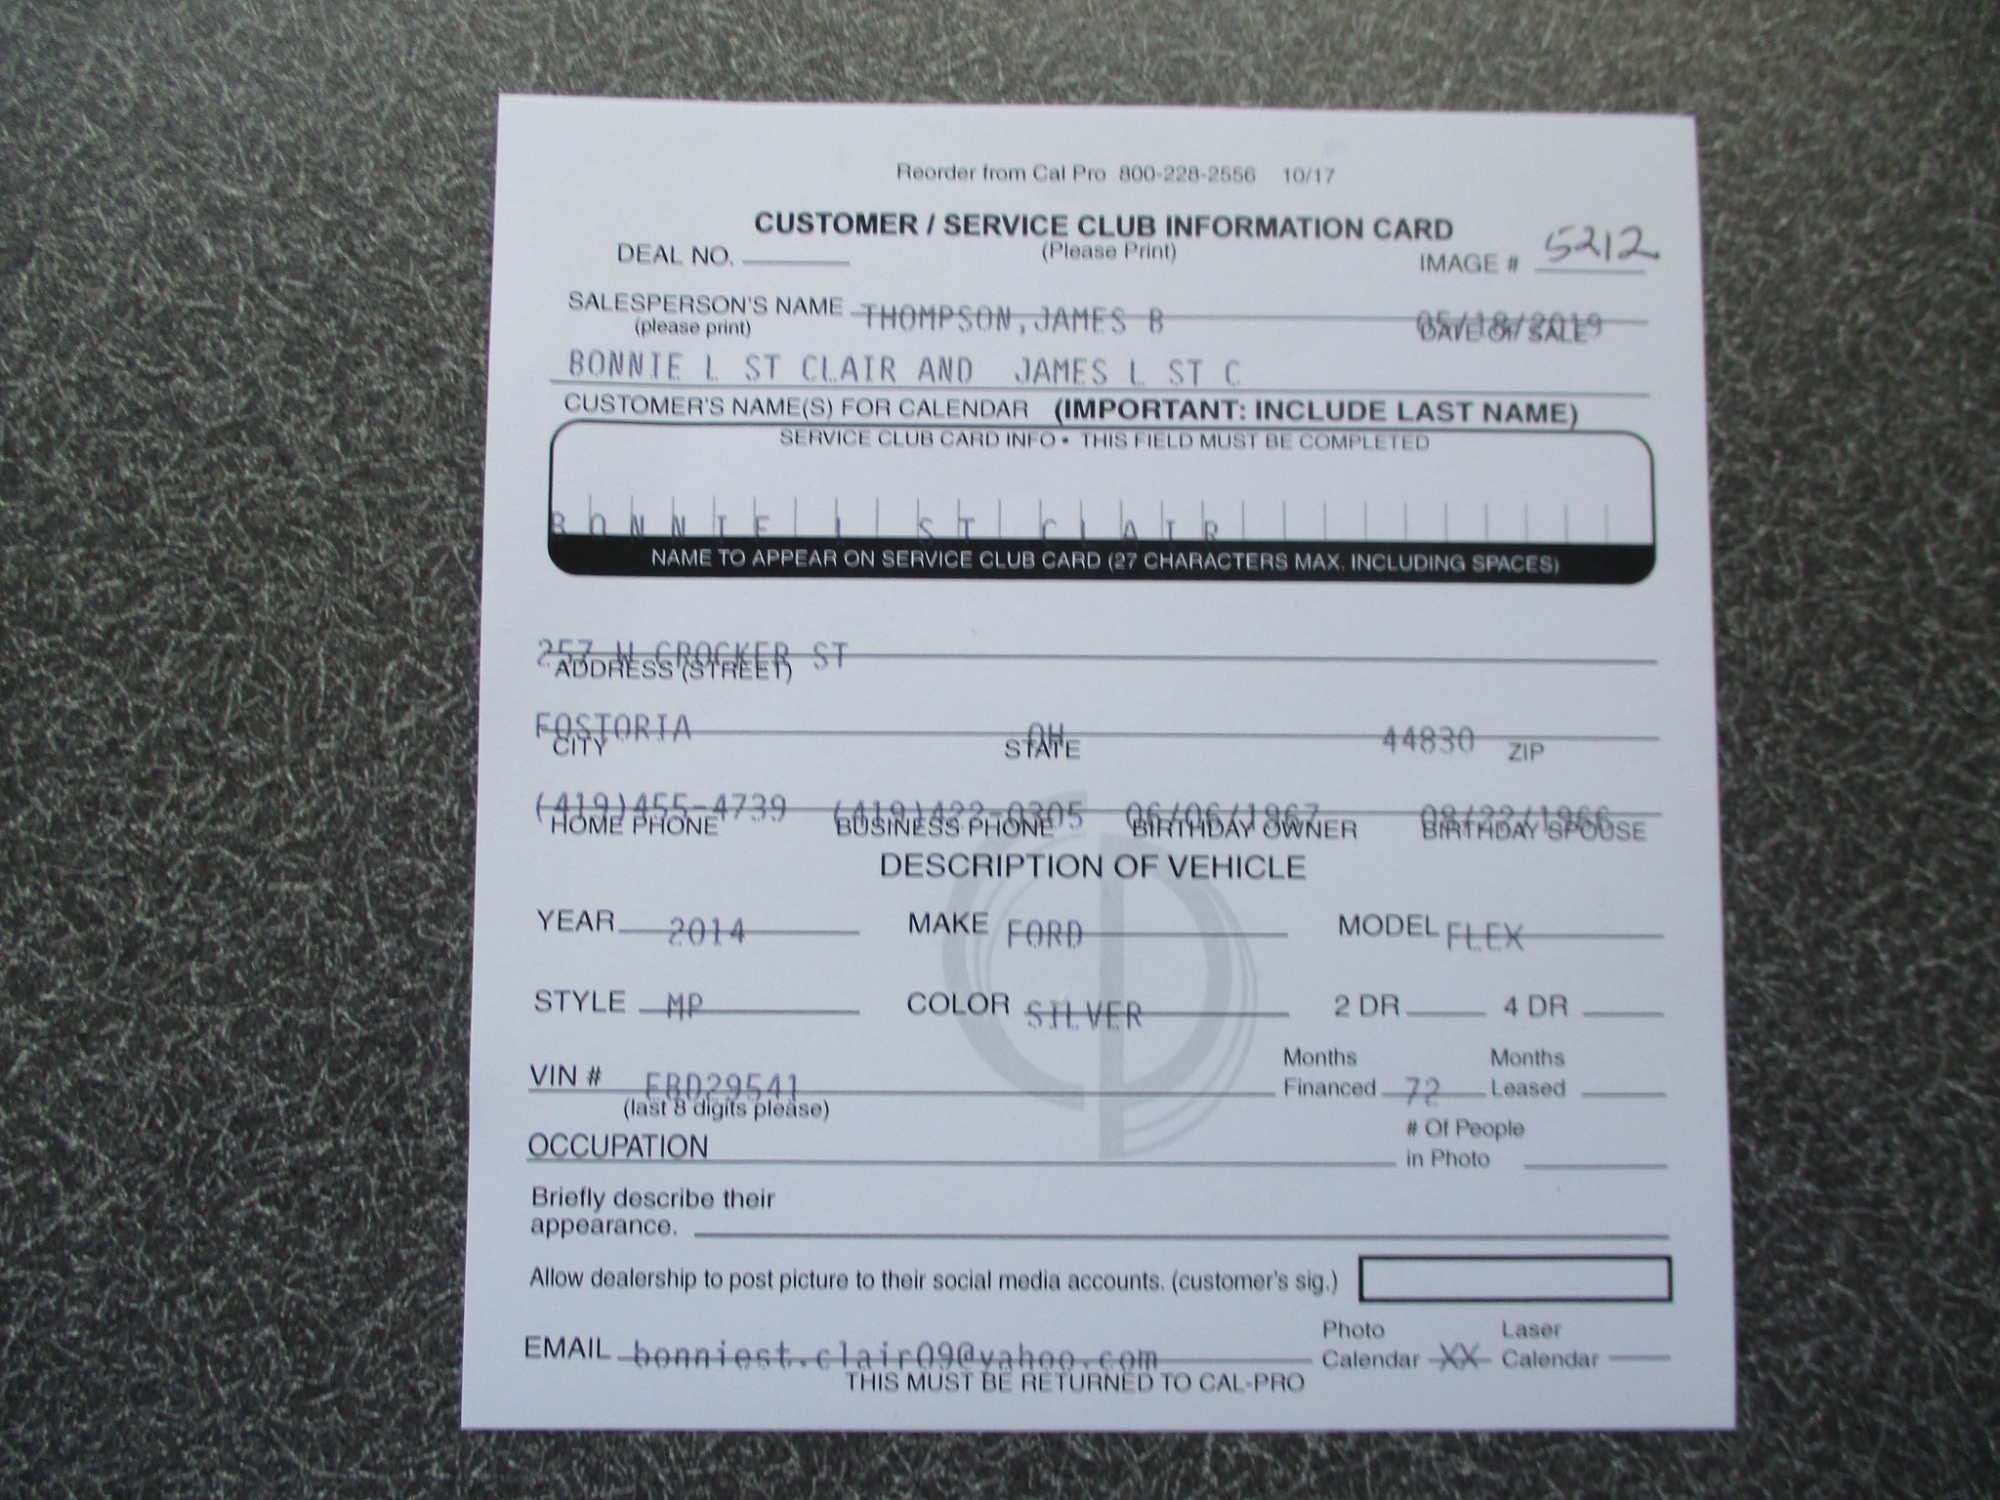 Reorder from Cal Pro 800-228-2556 10/17
CUSTOMER / SERVICE CLUB INFORMATION CARD
(Please Print)
DEAL NO.
IMAGE # 5212
SALESPERSON'S NAME THOMPSON,JAMES B 05/18/2019
(please print) DATE OF SALE
BONNIE L ST CLAIR AND JAMES L ST C
CUSTOMER'S NAME(S) FOR CALENDAR (IMPORTANT: INCLUDE LAST NAME)
SERVICE CLUB CARD INFO • THIS FIELD MUST BE COMPLETED
BONNIE L ST CLAIR
NAME TO APPEAR ON SERVICE CLUB CARD (27 CHARACTERS MAX. INCLUDING SPACES)
257 W CROCKER ST
ADDRESS (STREET)
FOSTORIA OH 44830
CITY STATE ZIP
(419)455-4739 (419)422-0305 06/06/1967 08/22/1966
HOME PHONE BUSINESS PHONE BIRTHDAY OWNER BIRTHDAY SPOUSE
DESCRIPTION OF VEHICLE
YEAR 2014 MAKE FORD MODEL FLEX
STYLE MP COLOR SILVER 2 DR 4 DR
VIN # EBD29541 Months Financed 72 Months Leased
(last 8 digits please)
OCCUPATION # Of People in Photo
Briefly describe their
appearance.
Allow dealership to post picture to their social media accounts. (customer's sig.)
EMAIL bonniest.clair09@yahoo.com Photo Calendar XX Laser Calendar
THIS MUST BE RETURNED TO CAL-PRO